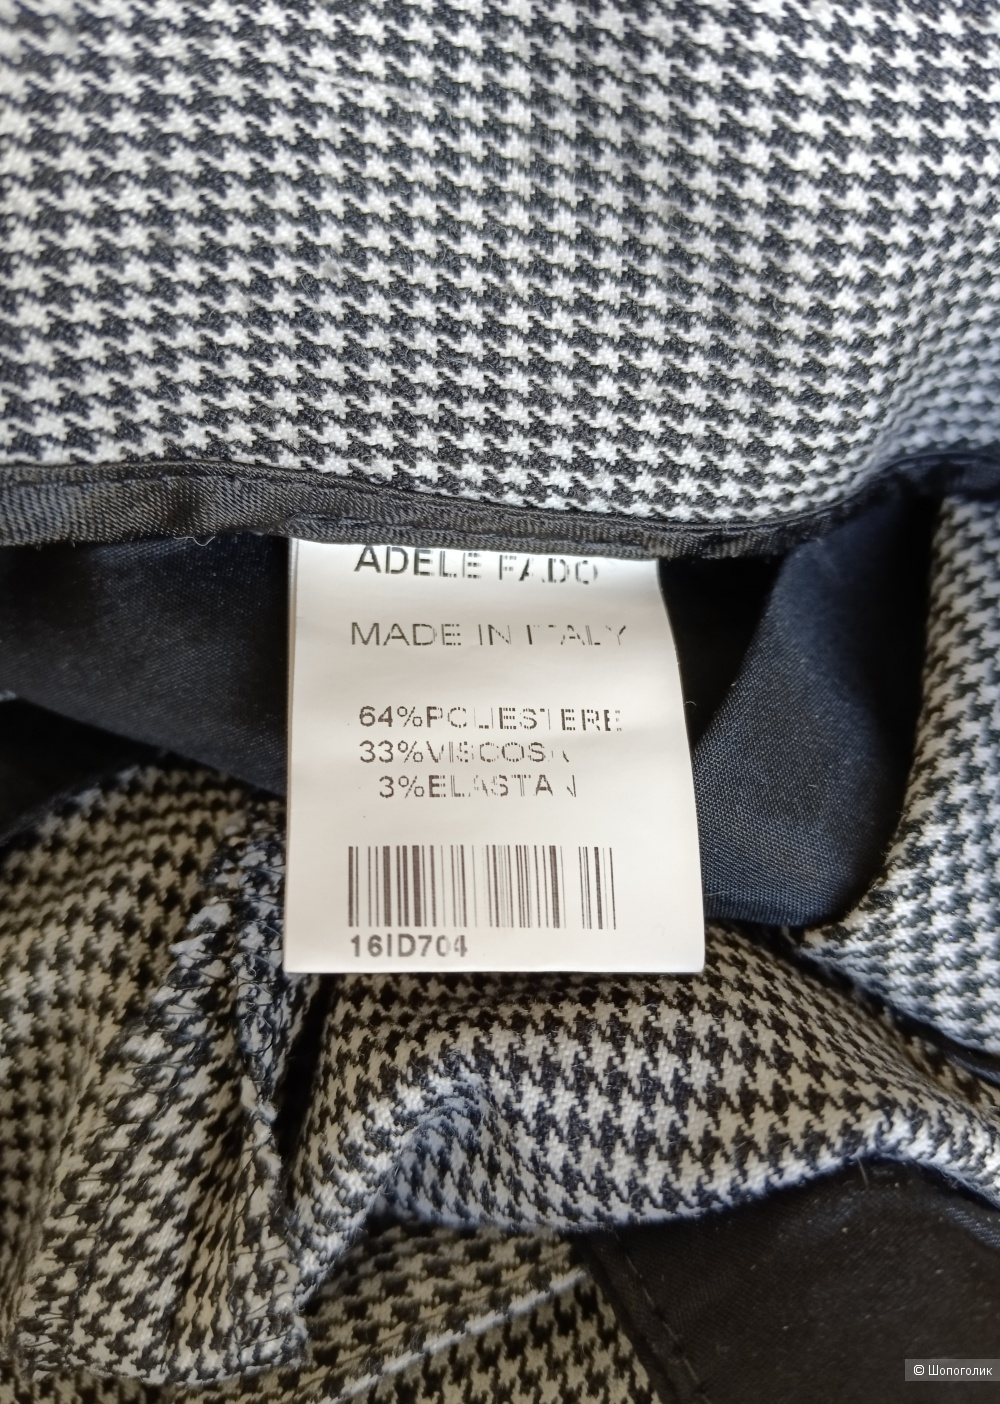 ADELE FADO
MADE IN ITALY
64%POLIESTERE
33%VISCOSA
3%ELASTAN
16ID704
© Шопоголик